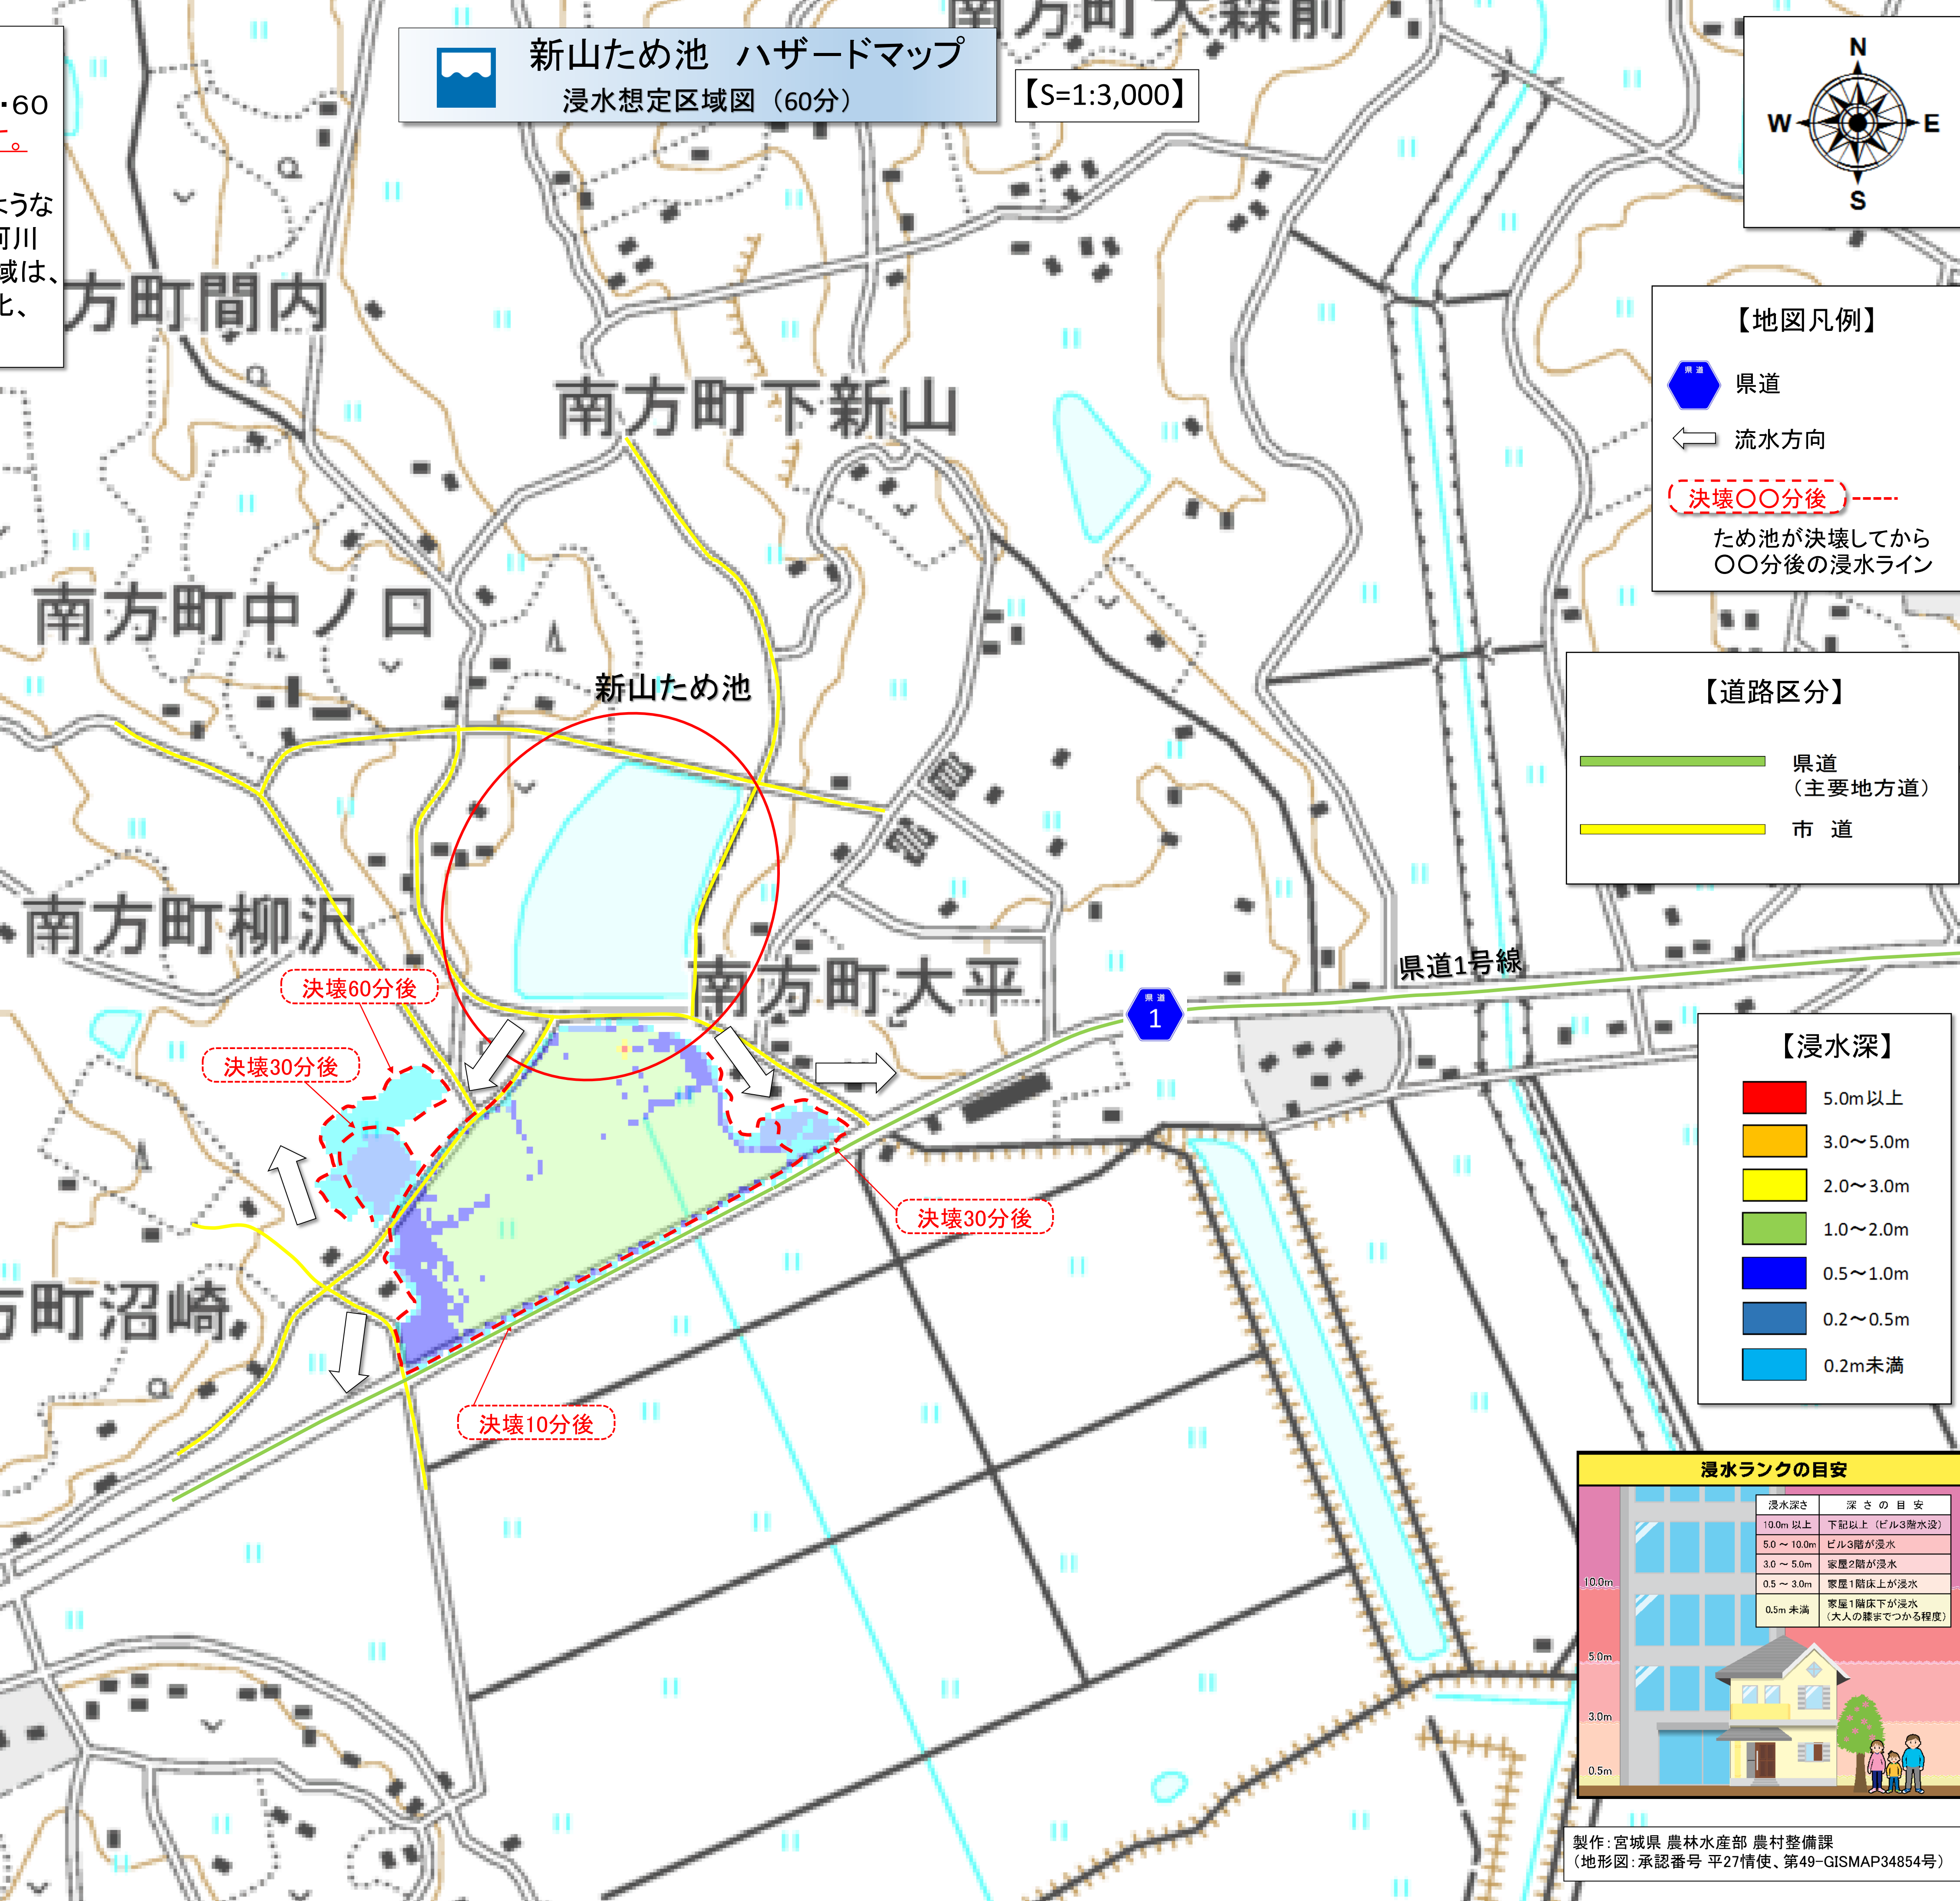 ・60
て。
ような
河川
域は、
化、
新山ため池　ハザードマップ
浸水想定区域図（60分）
【S=1:3,000】
N
W
E
S
南方町大森前
方町間内
南方町下新山
南方町中ノ口
新山ため池
南方町柳沢
南方町大平
方町沼崎
県道1号線
県道
1
決壊60分後
決壊30分後
決壊30分後
決壊10分後
【地図凡例】
県道
県道
流水方向
決壊〇〇分後
ため池が決壊してから
〇〇分後の浸水ライン
【道路区分】
県道
（主要地方道）
市　道
【浸水深】
5.0m以上
3.0～5.0m
2.0～3.0m
1.0～2.0m
0.5～1.0m
0.2～0.5m
0.2m未満
浸水ランクの目安
浸水深さ　深さの目安
10.0m 以上　下記以上（ビル3階水没）
5.0 ～ 10.0m　ビル3階が浸水
3.0 ～ 5.0m　家屋2階が浸水
0.5 ～ 3.0m　家屋1階床上が浸水
0.5m 未満　家屋1階床下が浸水
（大人の膝までつかる程度）
10.0m
5.0m
3.0m
0.5m
製作：宮城県 農林水産部 農村整備課
（地形図：承認番号 平27情使、第49-GISMAP34854号）